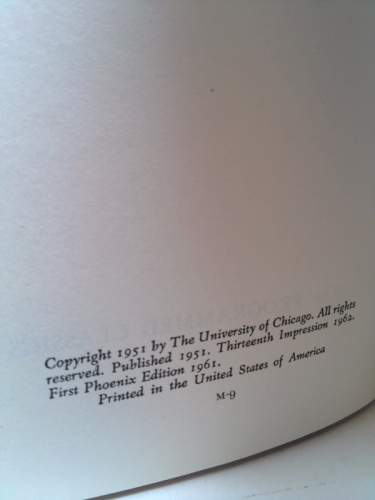 Copyright 1951 by The University of Chicago. All rights
reserved. Published 1951. Thirteenth Impression 1962.
First Phoenix Edition 1961.
Printed in the United States of America
M-9